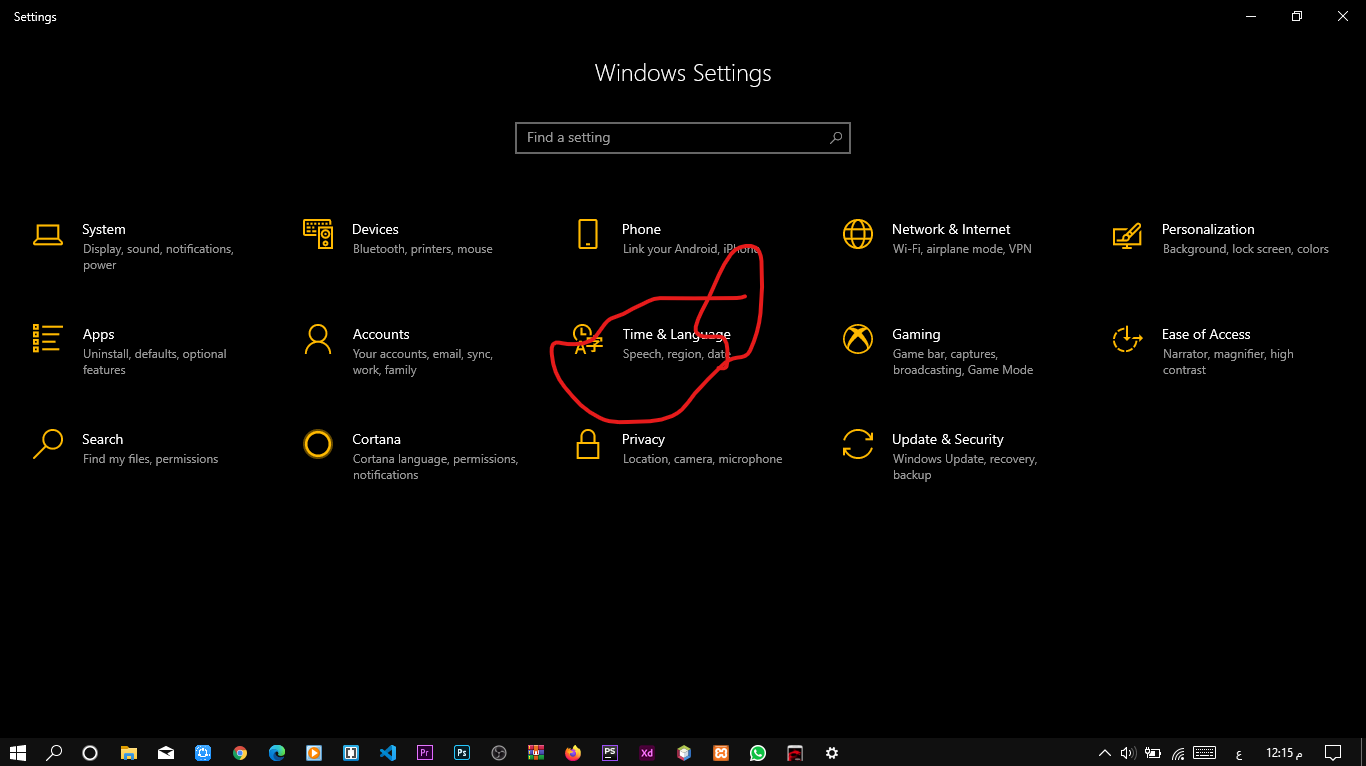 Settings
Windows Settings
Find a setting
System
Display, sound, notifications,
power
Devices
Bluetooth, printers, mouse
Phone
Link your Android, iPhone
Network & Internet
Wi-Fi, airplane mode, VPN
Personalization
Background, lock screen, colors
Apps
Uninstall, defaults, optional
features
Accounts
Your accounts, email, sync,
work, family
Time & Language
Speech, region, date
Gaming
Game bar, captures,
broadcasting, Game Mode
Ease of Access
Narrator, magnifier, high
contrast
Search
Find my files, permissions
Cortana
Cortana language, permissions,
notifications
Privacy
Location, camera, microphone
Update & Security
Windows Update, recovery,
backup
Pr
Ps
PS
Xd
ع
12:15 م